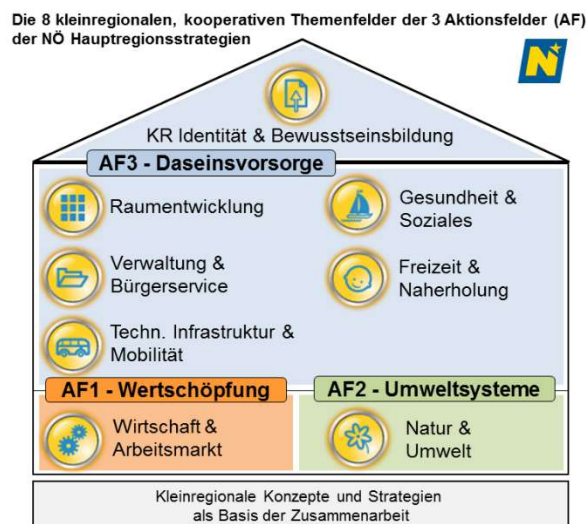 Die 8 kleinregionalen, kooperativen Themenfelder der 3 Aktionsfelder (AF)
der NÖ Hauptregionsstrategien
N
KR Identität & Bewusstseinsbildung
AF3 - Daseinsvorsorge
Raumentwicklung
Gesundheit &
Soziales
Verwaltung &
Bürgerservice
Freizeit &
Naherholung
Techn. Infrastruktur &
Mobilität
AF1 - Wertschöpfung
AF2 - Umweltsysteme
Wirtschaft &
Arbeitsmarkt
Natur &
Umwelt
Kleinregionale Konzepte und Strategien
als Basis der Zusammenarbeit